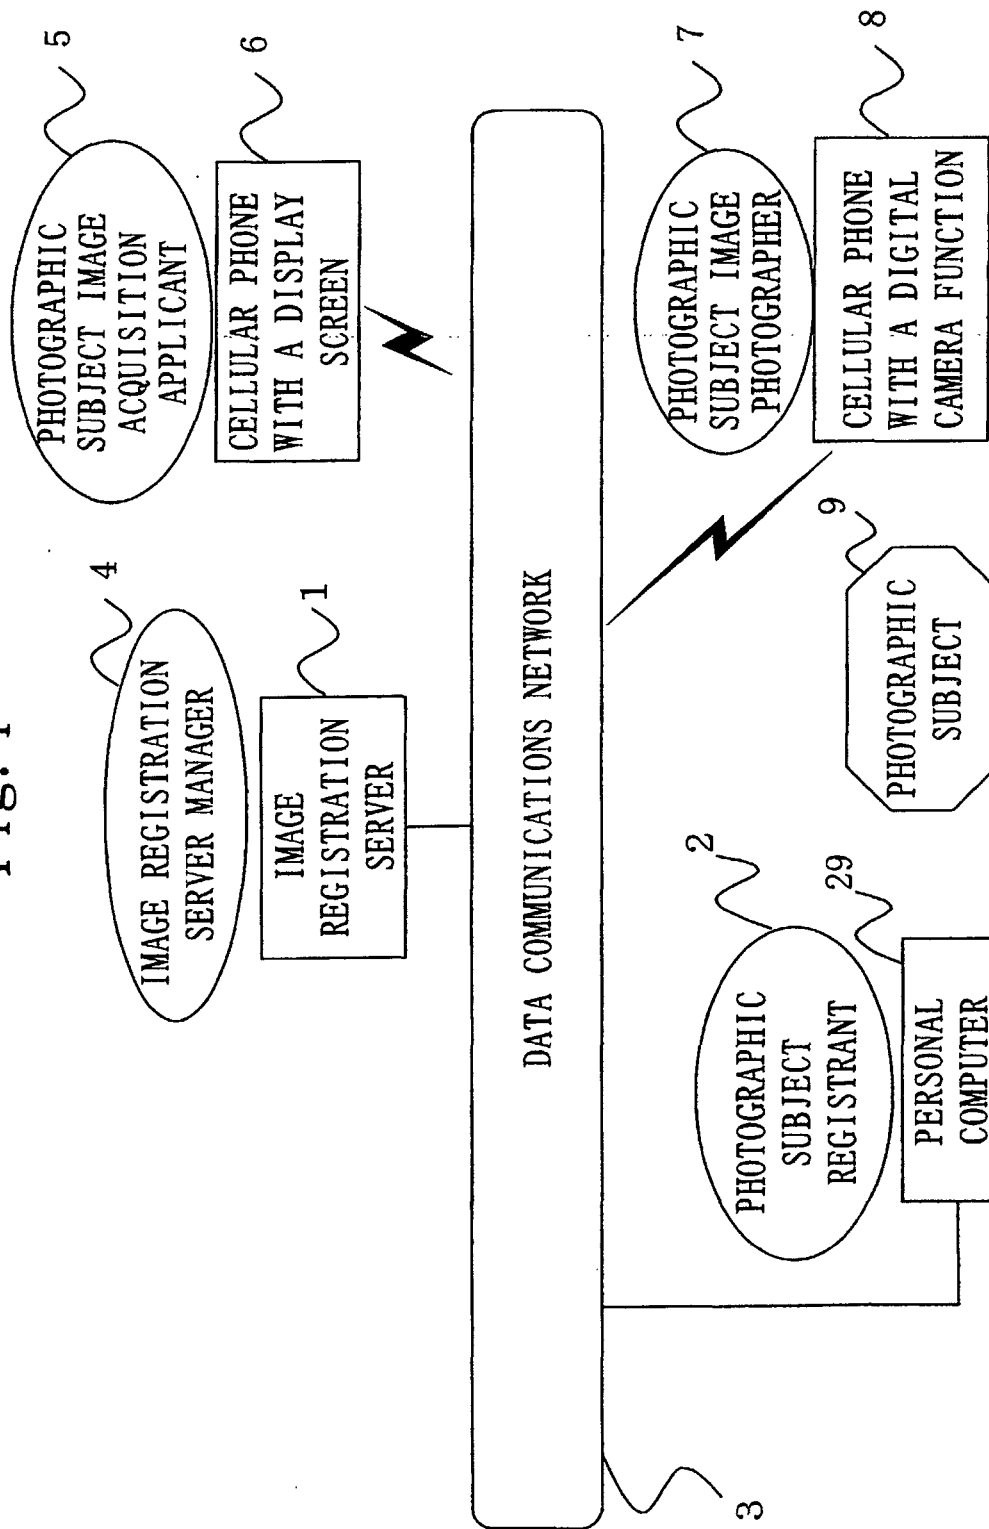 Fig. 1
4
IMAGE REGISTRATION
SERVER MANAGER
1
IMAGE
REGISTRATION
SERVER
5
PHOTOGRAPHIC
SUBJECT IMAGE
ACQUISITION
APPLICANT
6
CELLULAR PHONE
WITH A DISPLAY
SCREEN
3
DATA COMMUNICATIONS NETWORK
2
PHOTOGRAPHIC
SUBJECT
REGISTRANT
29
PERSONAL
COMPUTER
9
PHOTOGRAPHIC
SUBJECT
7
PHOTOGRAPHIC
SUBJECT IMAGE
PHOTOGRAPHER
8
CELLULAR PHONE
WITH A DIGITAL
CAMERA FUNCTION